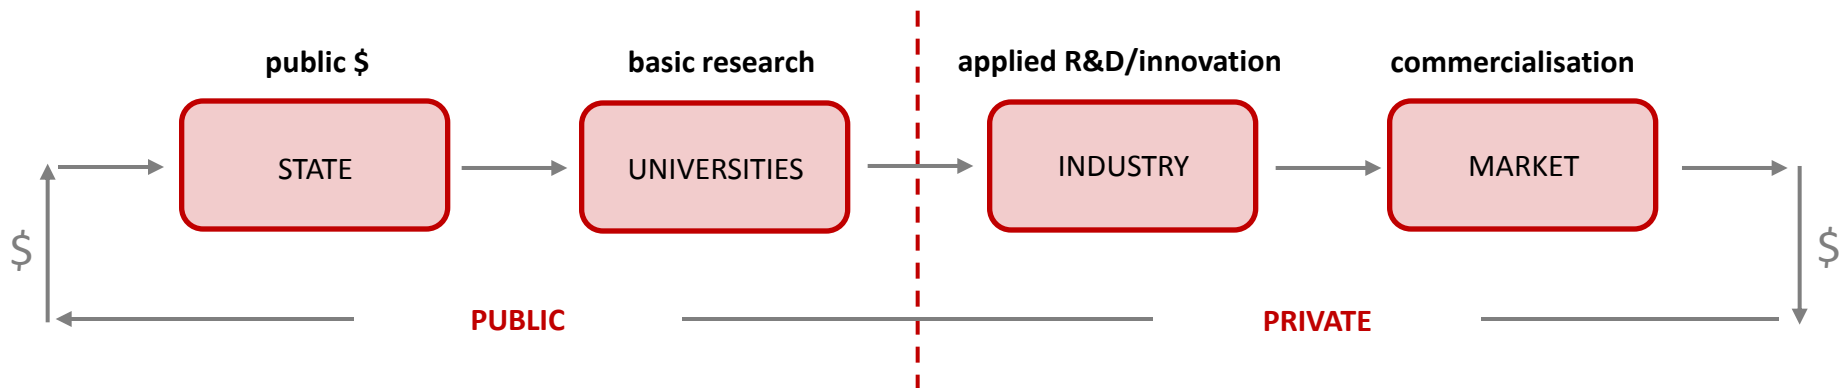 public $
basic research
applied R&D/innovation
commercialisation
STATE
UNIVERSITIES
INDUSTRY
MARKET
$
$
PUBLIC
PRIVATE